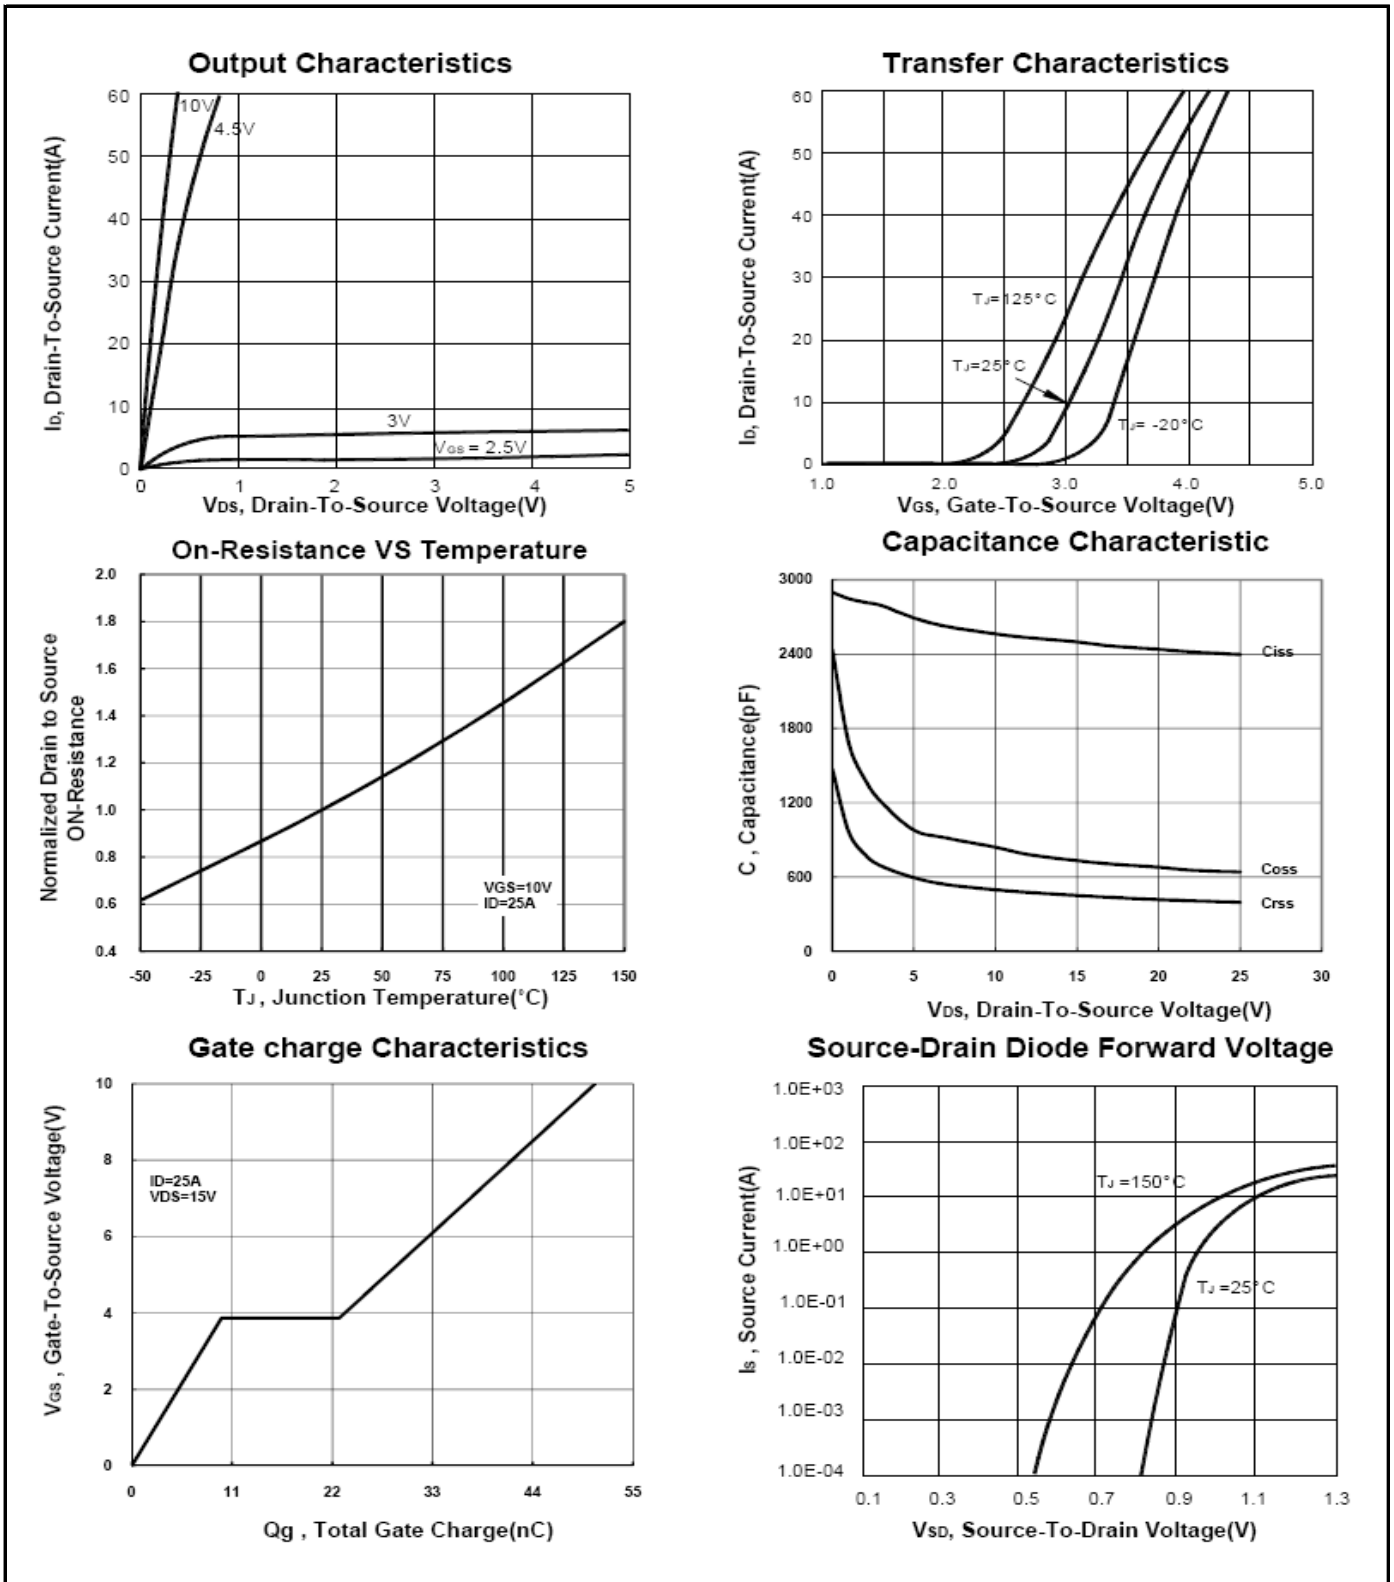 Output Characteristics
ID, Drain-To-Source Current(A)
60
50
40
30
20
10
0
10V
4.5V
3V
VGS = 2.5V
0 1 2 3 4 5
VDS, Drain-To-Source Voltage(V)
Transfer Characteristics
ID, Drain-To-Source Current(A)
60
50
40
30
20
10
0
TJ=125°C
TJ=25°C
TJ= -20°C
1.0 2.0 3.0 4.0 5.0
VGS, Gate-To-Source Voltage(V)
On-Resistance VS Temperature
Normalized Drain to Source
ON-Resistance
2.0
1.8
1.6
1.4
1.2
1.0
0.8
0.6
0.4
VGS=10V
ID=25A
-50 -25 0 25 50 75 100 125 150
TJ , Junction Temperature(°C)
Capacitance Characteristic
C , Capacitance(pF)
3000
2400
1800
1200
600
0
Ciss
Coss
Crss
0 5 10 15 20 25 30
VDS, Drain-To-Source Voltage(V)
Gate charge Characteristics
VGS, Gate-To-Source Voltage(V)
10
8
6
4
2
0
ID=25A
VDS=15V
0 11 22 33 44 55
Qg , Total Gate Charge(nC)
Source-Drain Diode Forward Voltage
IS , Source Current(A)
1.0E+03
1.0E+02
1.0E+01
1.0E+00
1.0E-01
1.0E-02
1.0E-03
1.0E-04
TJ =150°C
TJ =25°C
0.1 0.3 0.5 0.7 0.9 1.1 1.3
VSD, Source-To-Drain Voltage(V)